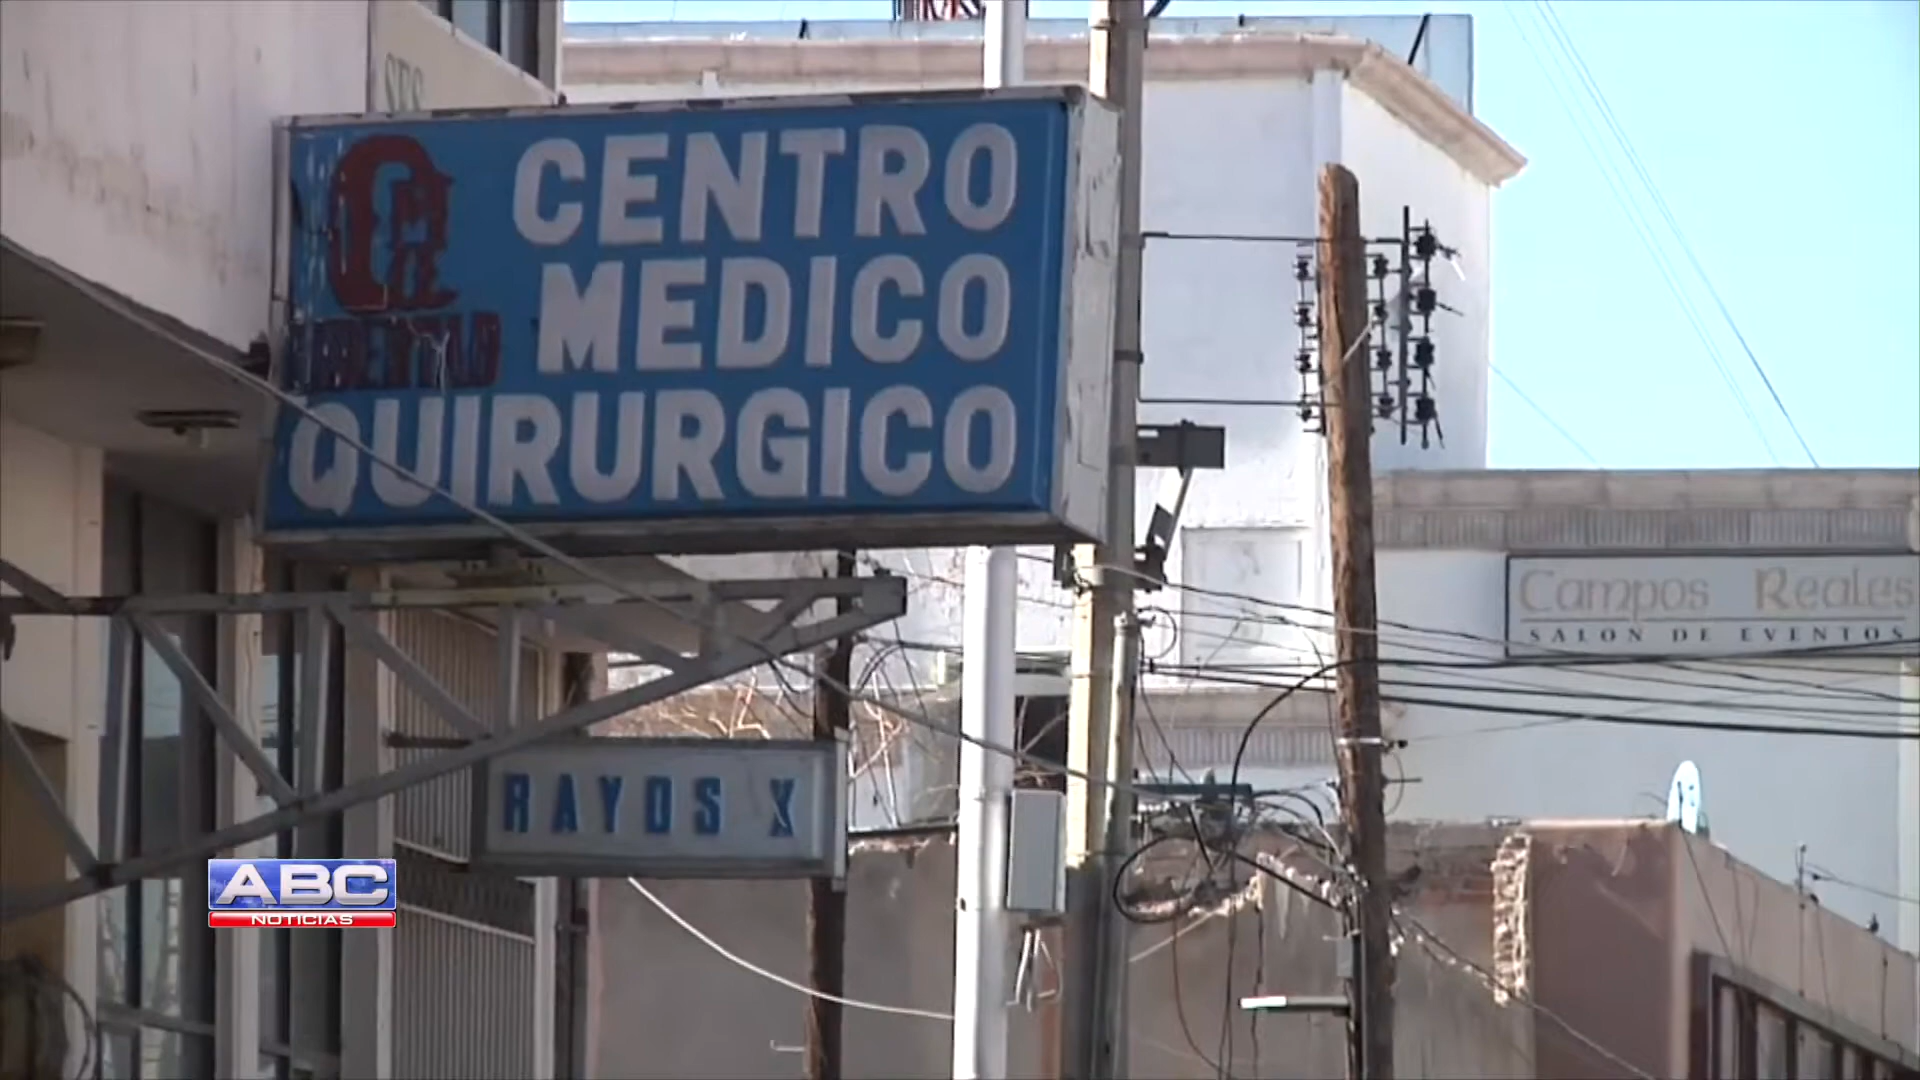 CENTRO
MEDICO
QUIRURGICO
RAYOS X
Campos Reales
SALON DE EVENTOS
ABC
NOTICIAS